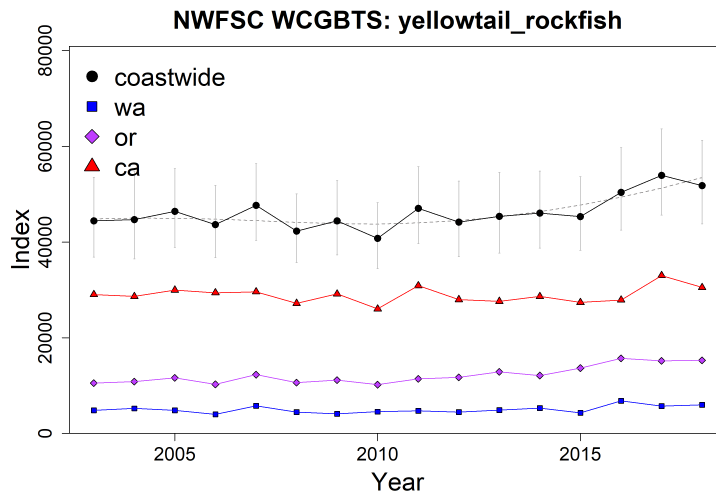 NWFSC WCGBTS: yellowtail_rockfish
80000
60000
40000
20000
0
Index
coastwide
wa
or
ca
2005
2010
2015
Year